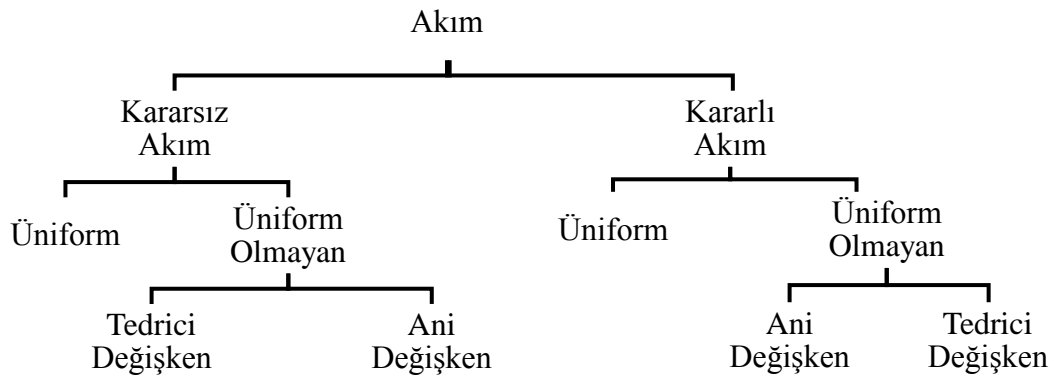 Akım
Kararsız
Akım
Kararlı
Akım
Üniform
Üniform
Olmayan
Üniform
Üniform
Olmayan
Tedrici
Değişken
Ani
Değişken
Ani
Değişken
Tedrici
Değişken